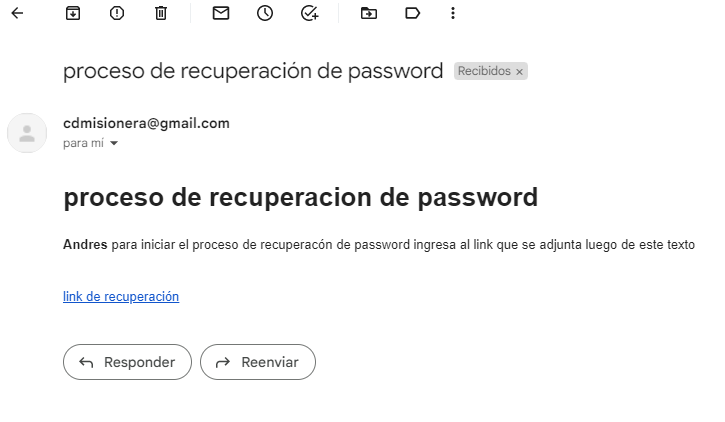 proceso de recuperación de password Recibidos ×
cdmisionera@gmail.com
para mí
proceso de recuperacion de password
Andres para iniciar el proceso de recuperacón de password ingresa al link que se adjunta luego de este texto
link de recuperación
Responder Reenviar